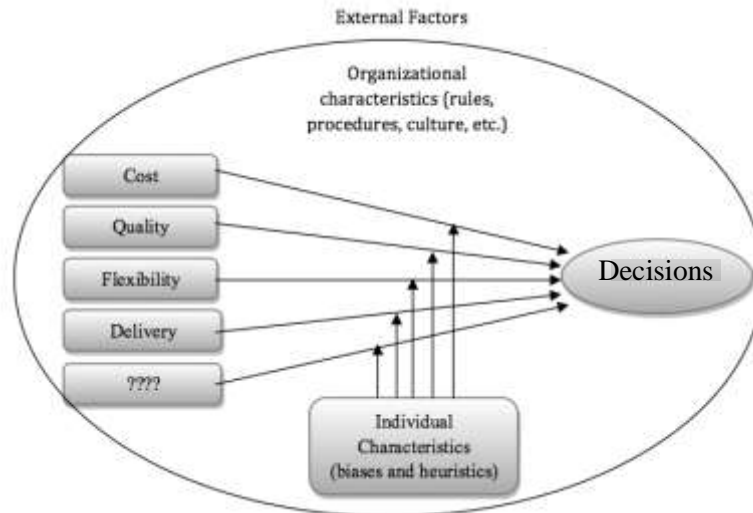 External Factors
Organizational
characteristics (rules,
procedures, culture, etc.)
Cost
Quality
Flexibility
Delivery
????
Decisions
Individual
Characteristics
(biases and heuristics)